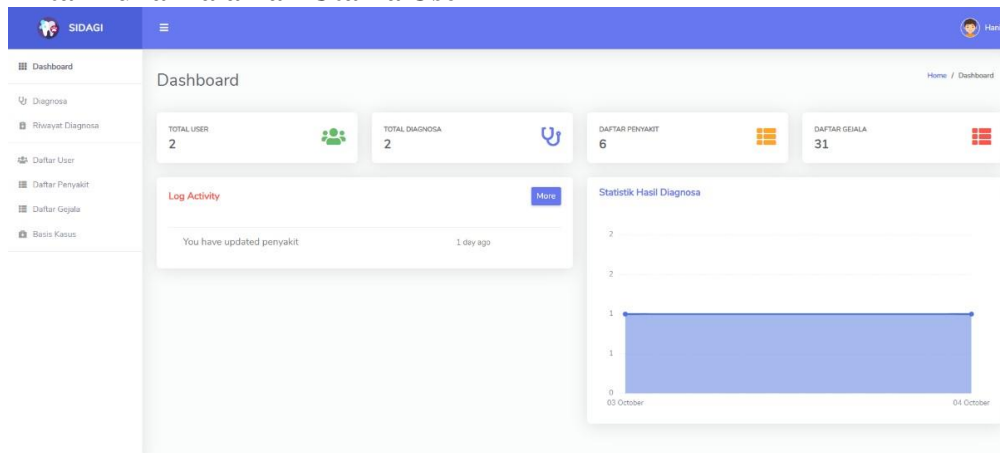 SIDAGI
Hari
Dashboard
Diagnosa
Riwayat Diagnosa
Daftar User
Daftar Penyakit
Daftar Gejala
Basis Kasus
Dashboard
Home / Dashboard
TOTAL USER
2
TOTAL DIAGNOSA
2
DAFTAR PENYAKIT
6
DAFTAR GEJALA
31
Log Activity
More
You have updated penyakit
1 day ago
Statistik Hasil Diagnosa
2
2
1
1
0
03 October
04 October